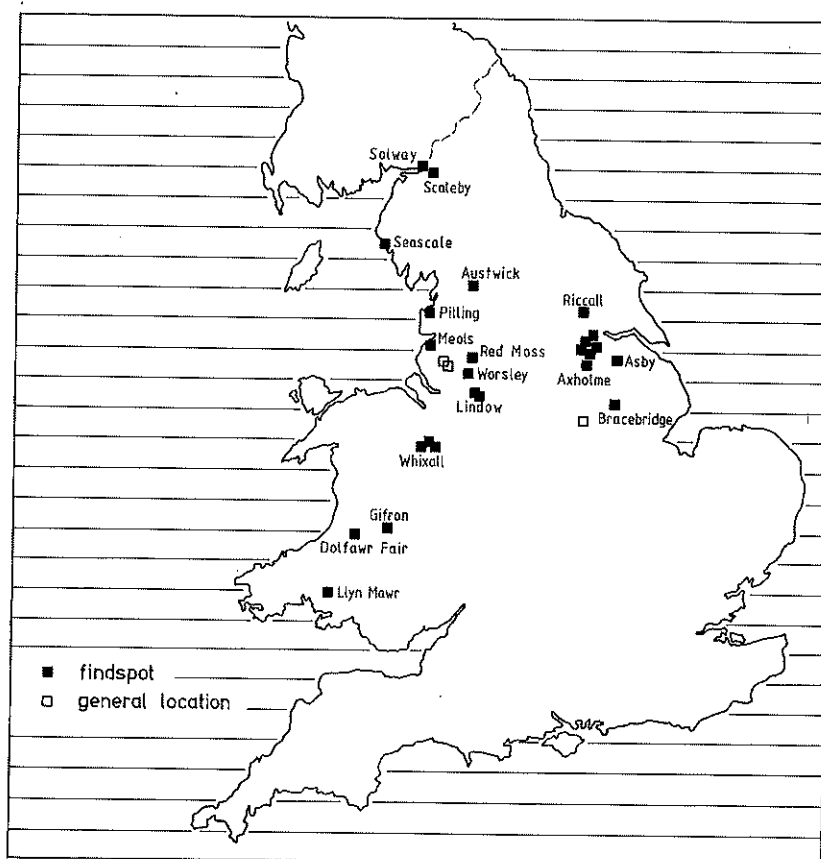 Solway
Scaleby
Seascale
Austwick
Riccall
Pilling
Meols
Red Moss
Asby
Worsley
Axholme
Lindow
Bracebridge
Whixall
Gifron
Dolfawr Fair
Llyn Mawr
findspot
general location